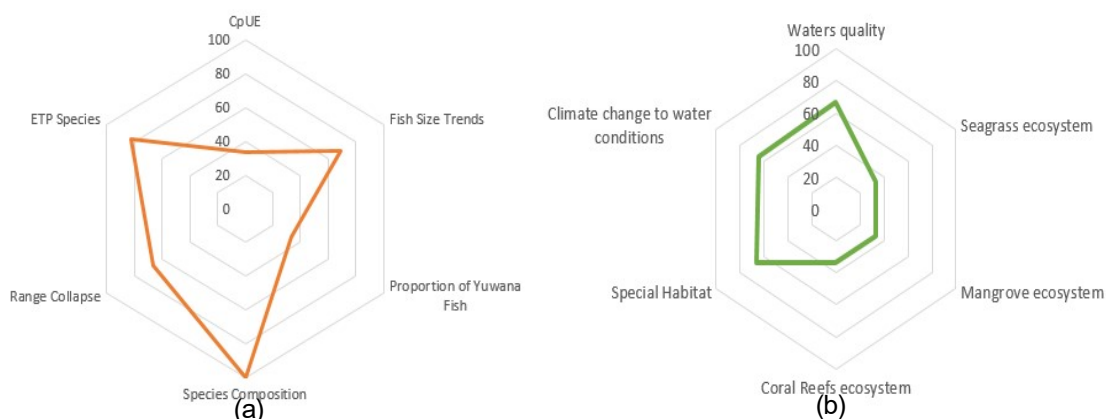 CpUE
100
80
60
40
20
0
ETP Species
Fish Size Trends
Range Collapse
Proportion of Yuwana
Fish
Species Composition
(a)
Waters quality
100
80
60
40
20
0
Climate change to water
conditions
Seagrass ecosystem
Special Habitat
Mangrove ecosystem
Coral Reefs ecosystem
(b)